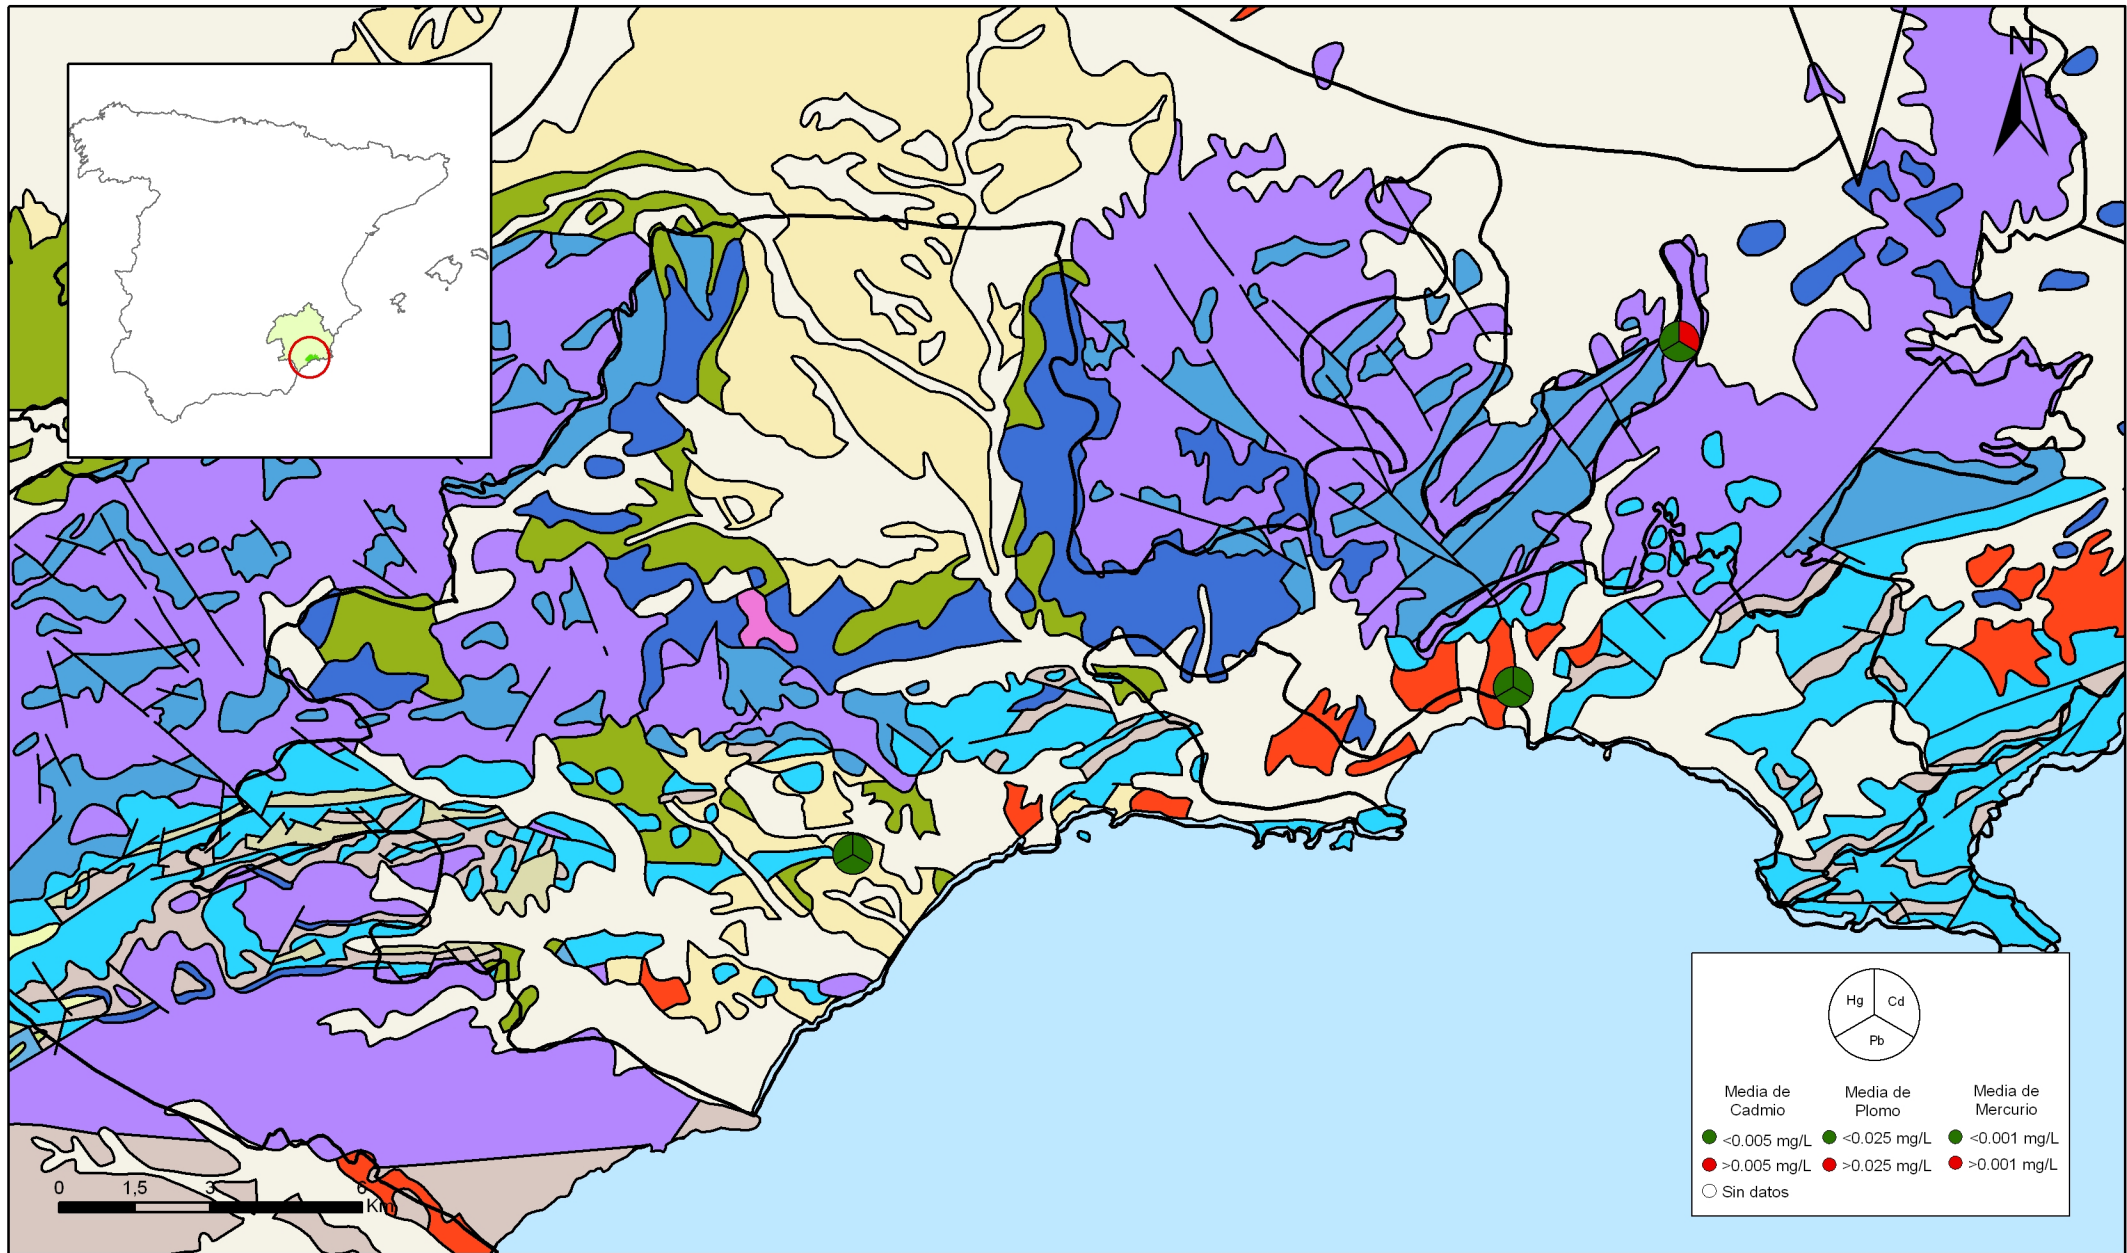 N
Hg
Cd
Pb
Media de
Cadmio
Media de
Plomo
Media de
Mercurio
<0.005 mg/L
<0.025 mg/L
<0.001 mg/L
>0.005 mg/L
>0.025 mg/L
>0.001 mg/L
Sin datos
0 1,5 3 6
Km